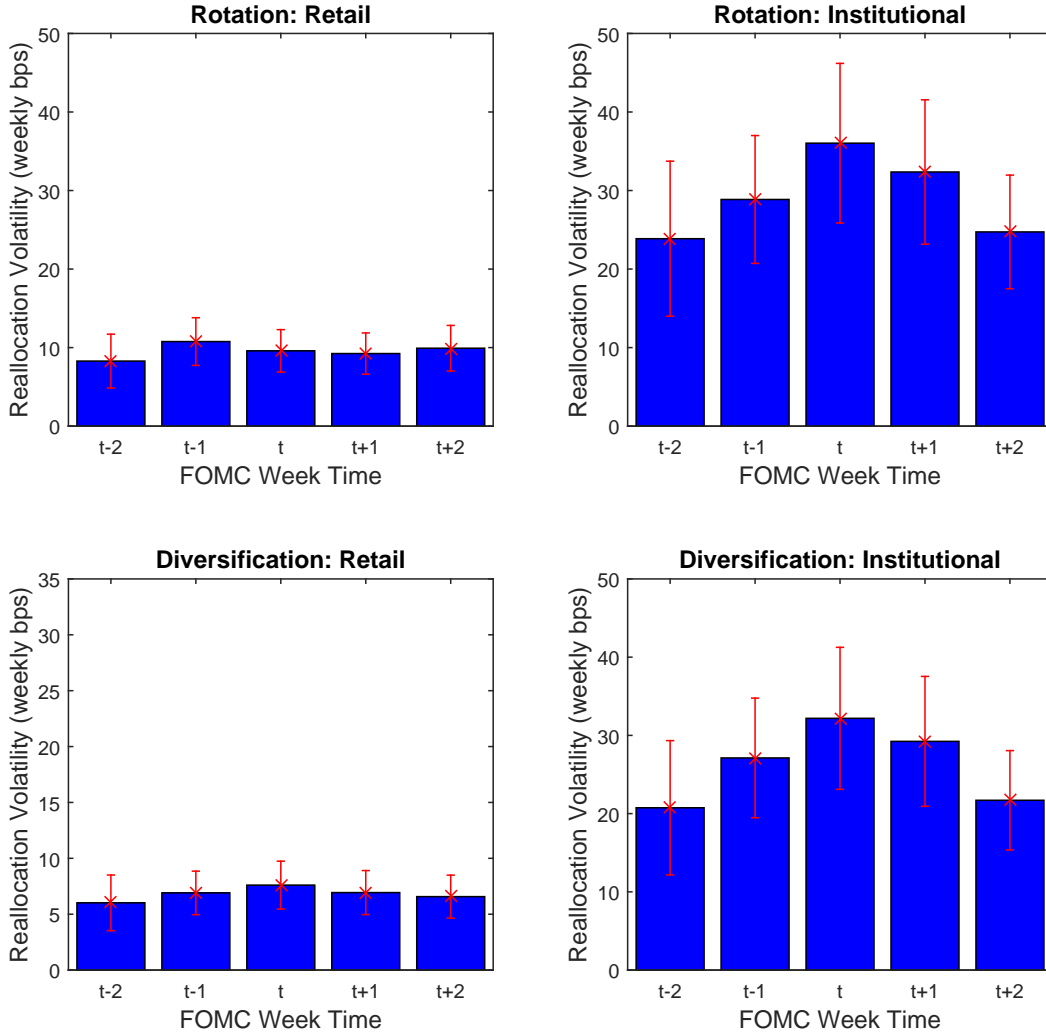 Rotation: Retail
Reallocation Volatility (weekly bps)
50
40
30
20
10
0
t-2 t-1 t t+1 t+2
FOMC Week Time
Rotation: Institutional
Reallocation Volatility (weekly bps)
50
40
30
20
10
0
t-2 t-1 t t+1 t+2
FOMC Week Time
Diversification: Retail
Reallocation Volatility (weekly bps)
35
30
25
20
15
10
5
0
t-2 t-1 t t+1 t+2
FOMC Week Time
Diversification: Institutional
Reallocation Volatility (weekly bps)
50
40
30
20
10
0
t-2 t-1 t t+1 t+2
FOMC Week Time